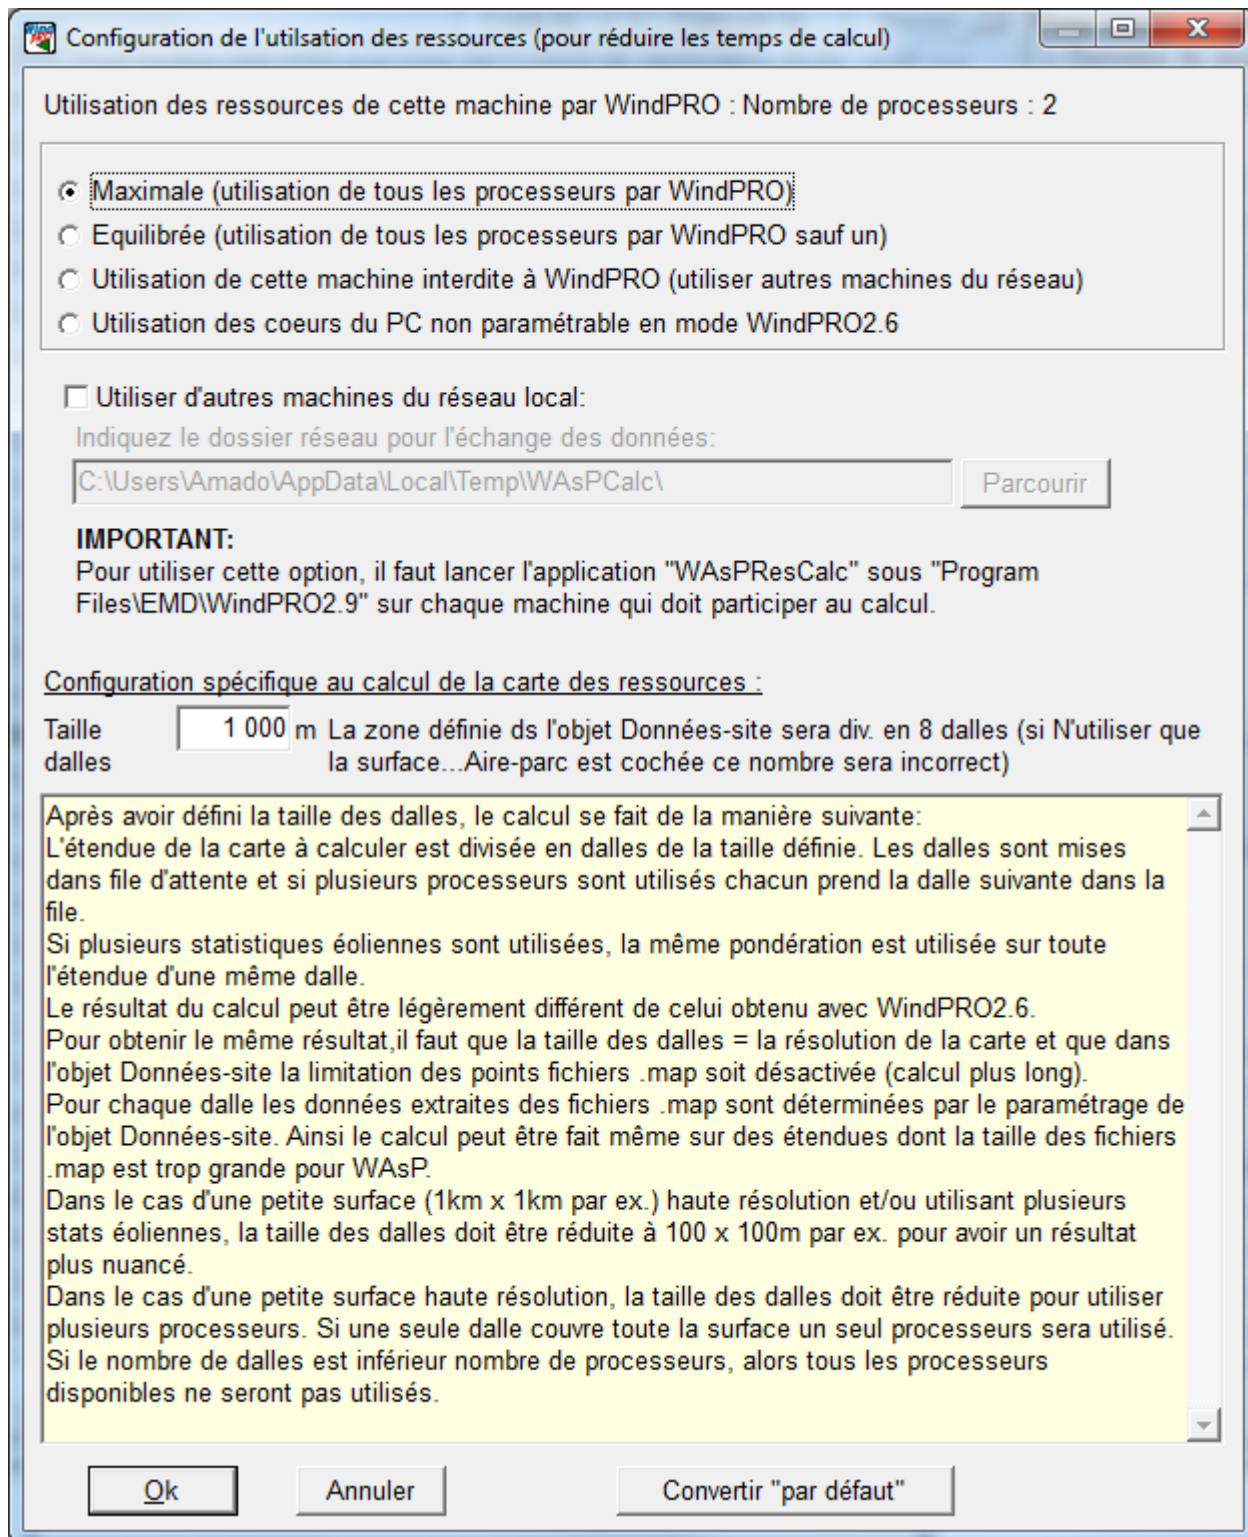 Configuration de l'utilsation des ressources (pour réduire les temps de calcul)
Utilisation des ressources de cette machine par WindPRO : Nombre de processeurs : 2
Maximale (utilisation de tous les processeurs par WindPRO)
Equilibrée (utilisation de tous les processeurs par WindPRO sauf un)
Utilisation de cette machine interdite à WindPRO (utiliser autres machines du réseau)
Utilisation des coeurs du PC non paramétrable en mode WindPRO2.6
Utiliser d'autres machines du réseau local:
Indiquez le dossier réseau pour l'échange des données:
C:\Users\Amado\AppData\Local\Temp\WAsPCalc\ Parcourir
IMPORTANT:
Pour utiliser cette option, il faut lancer l'application "WAsPResCalc" sous "Program
Files\EMD\WindPRO2.9" sur chaque machine qui doit participer au calcul.
Configuration spécifique au calcul de la carte des ressources :
Taille 1 000 m La zone définie ds l'objet Données-site sera div. en 8 dalles (si N'utiliser que
dalles la surface...Aire-parc est cochée ce nombre sera incorrect)
Après avoir défini la taille des dalles, le calcul se fait de la manière suivante:
L'étendue de la carte à calculer est divisée en dalles de la taille définie. Les dalles sont mises
dans file d'attente et si plusieurs processeurs sont utilisés chacun prend la dalle suivante dans la
file.
Si plusieurs statistiques éoliennes sont utilisées, la même pondération est utilisée sur toute
l'étendue d'une même dalle.
Le résultat du calcul peut être légèrement différent de celui obtenu avec WindPRO2.6.
Pour obtenir le même résultat,il faut que la taille des dalles = la résolution de la carte et que dans
l'objet Données-site la limitation des points fichiers .map soit désactivée (calcul plus long).
Pour chaque dalle les données extraites des fichiers .map sont déterminées par le paramétrage de
l'objet Données-site. Ainsi le calcul peut être fait même sur des étendues dont la taille des fichiers
.map est trop grande pour WAsP.
Dans le cas d'une petite surface (1km x 1km par ex.) haute résolution et/ou utilisant plusieurs
stats éoliennes, la taille des dalles doit être réduite à 100 x 100m par ex. pour avoir un résultat
plus nuancé.
Dans le cas d'une petite surface haute résolution, la taille des dalles doit être réduite pour utiliser
plusieurs processeurs. Si une seule dalle couvre toute la surface un seul processeurs sera utilisé.
Si le nombre de dalles est inférieur nombre de processeurs, alors tous les processeurs
disponibles ne seront pas utilisés.
Ok Annuler Convertir "par défaut"